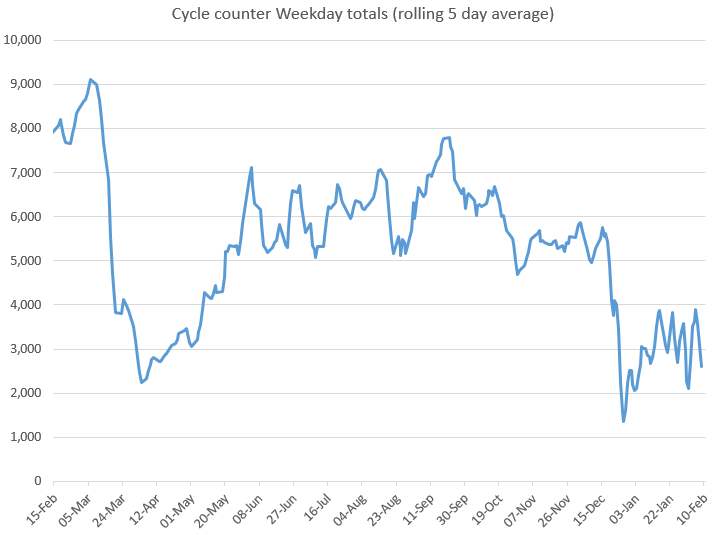 Cycle counter Weekday totals (rolling 5 day average)
10,000
9,000
8,000
7,000
6,000
5,000
4,000
3,000
2,000
1,000
0
15-Feb
05-Mar
24-Mar
12-Apr
01-May
20-May
08-Jun
27-Jun
16-Jul
04-Aug
23-Aug
11-Sep
30-Sep
19-Oct
07-Nov
26-Nov
15-Dec
03-Jan
22-Jan
10-Feb